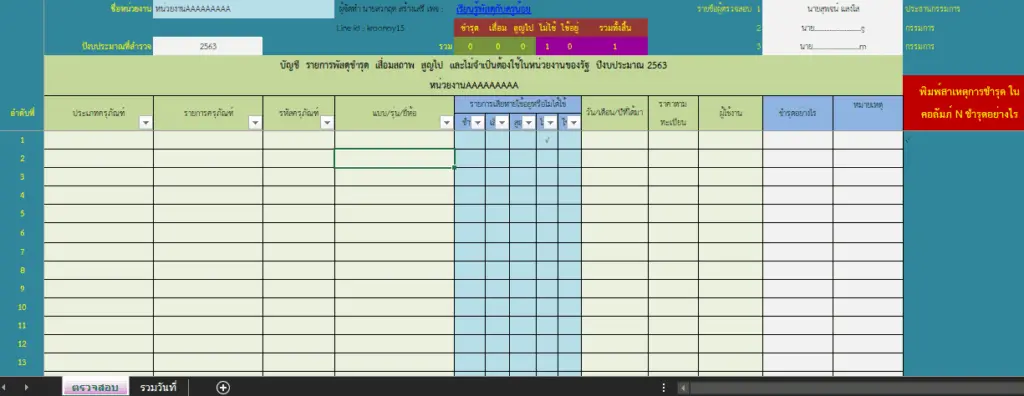 ชื่อหน่วยงาน หน่วยงานAAAAAAAAA ผู้จัดทำ นายสวกฤต เพจ : เรียนรู้พัสดุกับครูน้อย รายชื่อผู้ตรวจสอบ 1 นายสุพจน์ แสงใส ประธานกรรมการ
Line id : kroonny15 ชำรุด เสื่อม สูญไป ไม่ใช้ ใช้อยู่ รวมทั้งสิ้น 2 นาย.....................g กรรมการ
ปีงบประมาณที่สำรวจ 2563 รวม 0 0 0 1 0 1 3 นาย.....................m กรรมการ
บัญชี รายการพัสดุชำรุด เสื่อมสภาพ สูญไป และไม่จำเป็นต้องใช้ในหน่วยงานของรัฐ ปีงบประมาณ 2563
หน่วยงานAAAAAAAAA
ลำดับที่ ประเภทครุภัณฑ์ รายการครุภัณฑ์ รหัสครุภัณฑ์ แบบ/รุ่น/ยี่ห้อ รายการเสียหายใช้อยู่หรือไม่ได้ใช้ วัน/เดือน/ปีที่ได้มา ราคาตาม ผู้ใช้งาน ชำรุดอย่างไร หมายเหตุ พิมพ์สาเหตุการชำรุด ใน
ทะเบียน คอลัมภ์ N ชำรุดอย่างไร
1 √
2
3
4
5
6
7
8
9
10
11
12
13
ตรวจสอบ รวมวันที่